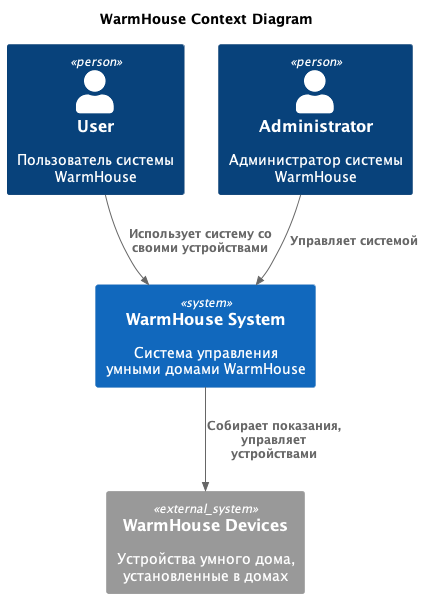 WarmHouse Context Diagram
«person»
User
Пользователь системы
WarmHouse
«person»
Administrator
Администратор системы
WarmHouse
Использует систему со
своими устройствами
Управляет системой
«system»
WarmHouse System
Система управления
умными домами WarmHouse
Собирает показания,
управляет
устройствами
«external_system»
WarmHouse Devices
Устройства умного дома,
установленные в домах